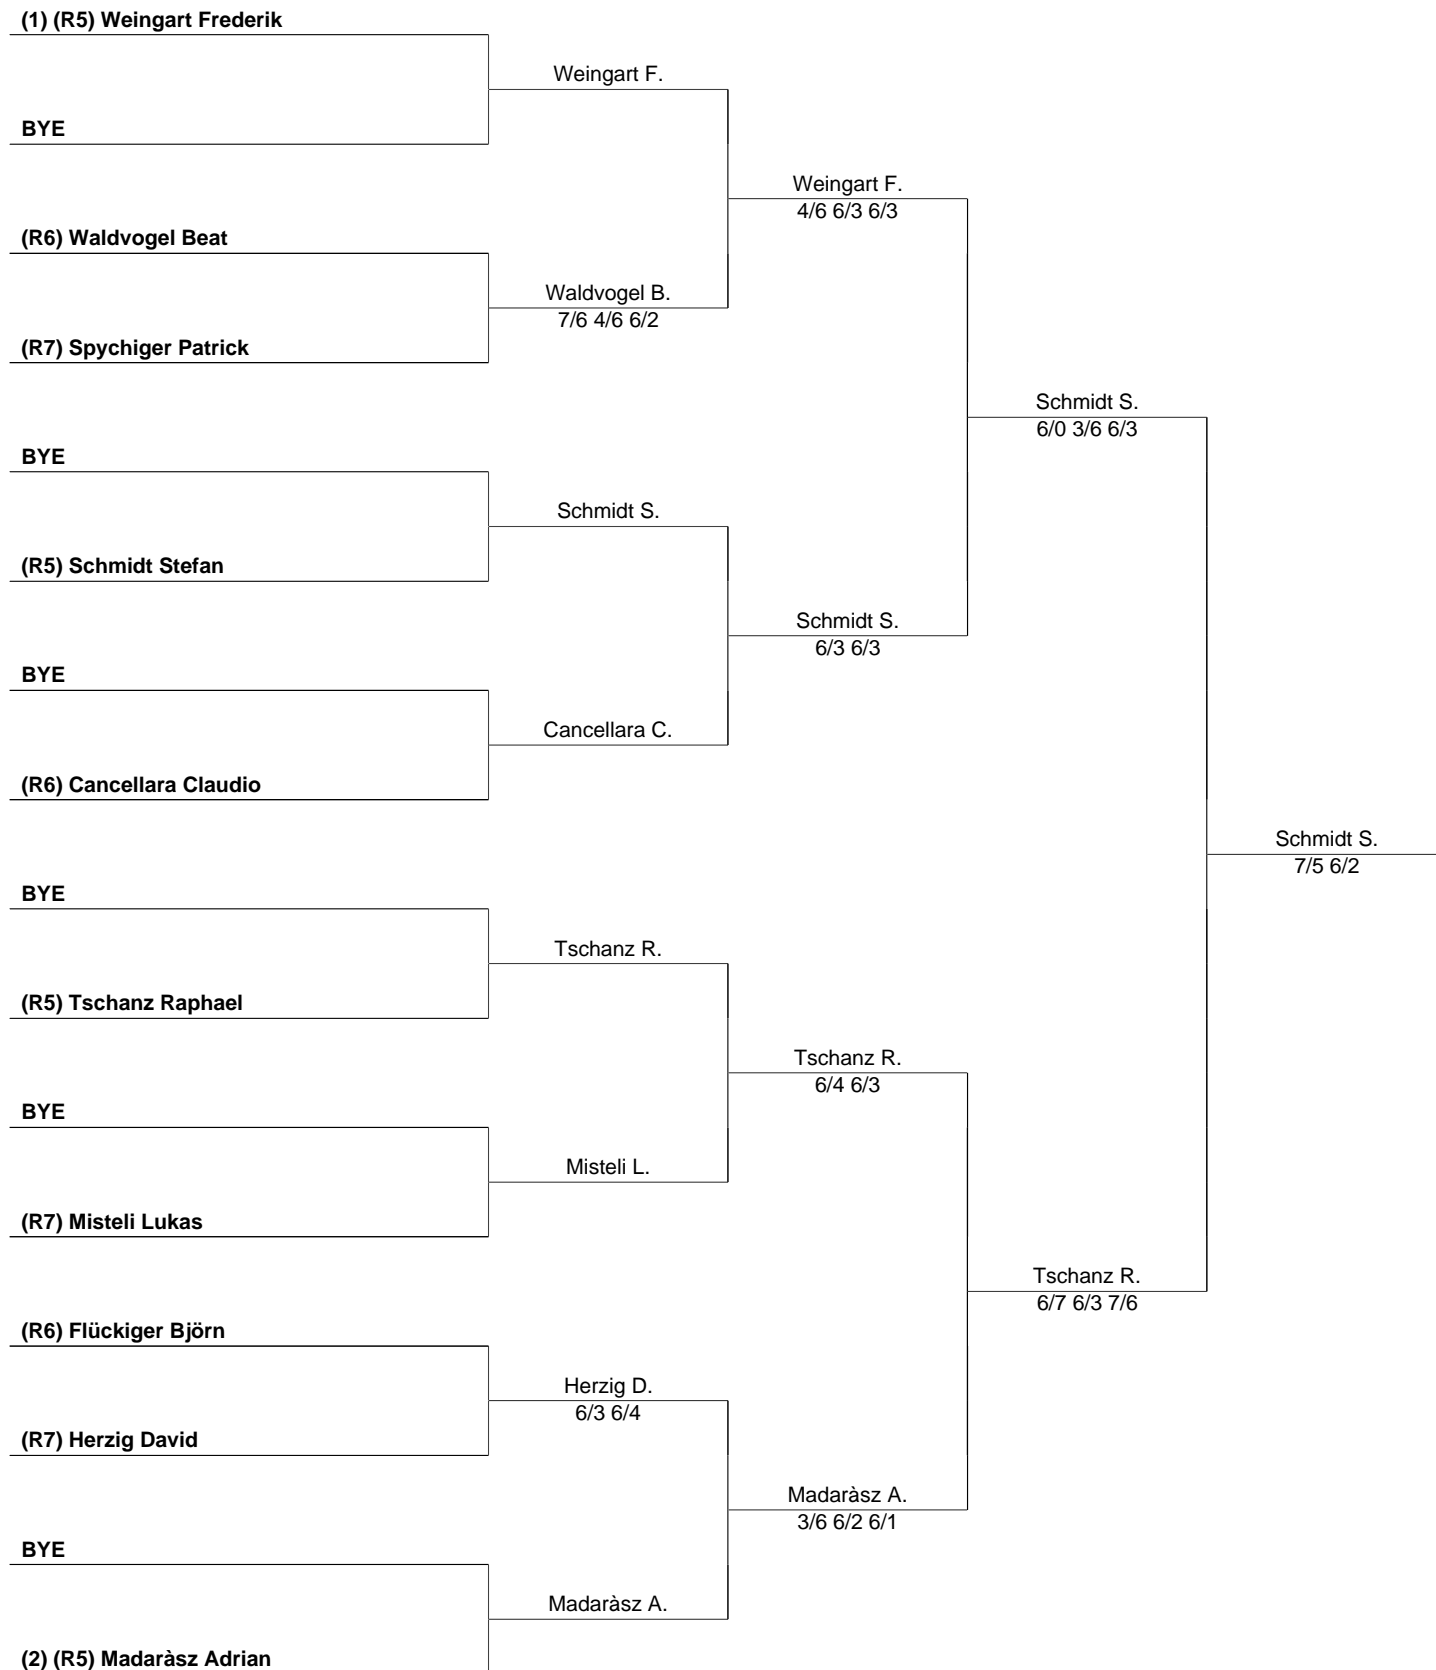 (1) (R5) Weingart Frederik
Weingart F.
BYE
Weingart F.
4/6 6/3 6/3
(R6) Waldvogel Beat
Waldvogel B.
7/6 4/6 6/2
(R7) Spychiger Patrick
Schmidt S.
6/0 3/6 6/3
BYE
Schmidt S.
(R5) Schmidt Stefan
Schmidt S.
6/3 6/3
BYE
Cancellara C.
(R6) Cancellara Claudio
Schmidt S.
7/5 6/2
BYE
Tschanz R.
(R5) Tschanz Raphael
Tschanz R.
6/4 6/3
BYE
Misteli L.
(R7) Misteli Lukas
Tschanz R.
6/7 6/3 7/6
(R6) Flückiger Björn
Herzig D.
6/3 6/4
(R7) Herzig David
Madaràsz A.
3/6 6/2 6/1
BYE
Madaràsz A.
(2) (R5) Madaràsz Adrian